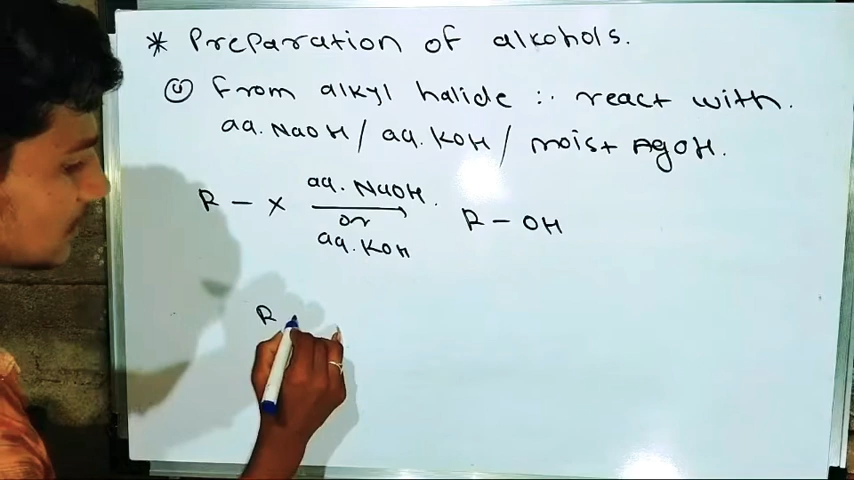 * Preparation of alkohols.
① From alkyl halide :. react with.
aq. NaOH / aq. KOH / moist AgOH.
R – X aq. NaOH. or aq. KOH R – OH
R